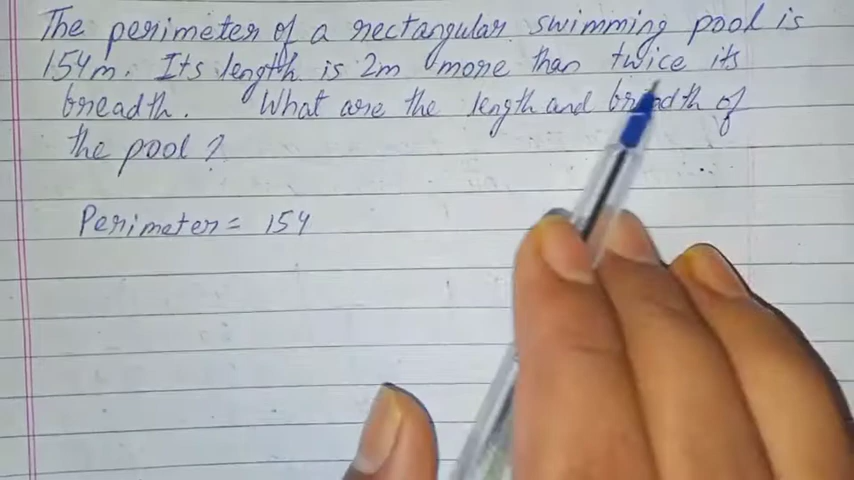 The perimeter of a rectangular swimming pool is
154m. Its length is 2m more than twice its
breadth. What are the length and breadth of
the pool?
Perimeter = 154